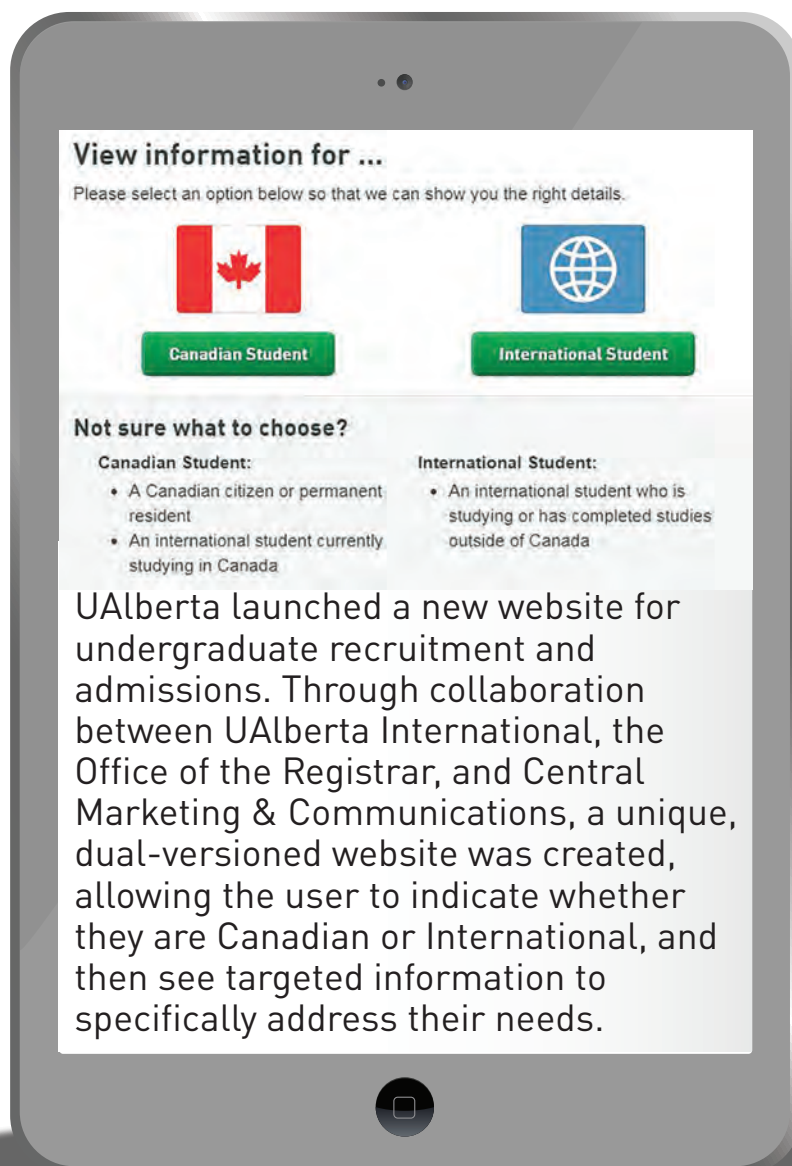 View information for ...
Please select an option below so that we can show you the right details.
Canadian Student
International Student
Not sure what to choose?
Canadian Student:
• A Canadian citizen or permanent
resident
• An international student currently
studying in Canada
International Student:
• An international student who is
studying or has completed studies
outside of Canada
UAlberta launched a new website for
undergraduate recruitment and
admissions. Through collaboration
between UAlberta International, the
Office of the Registrar, and Central
Marketing & Communications, a unique,
dual-versioned website was created,
allowing the user to indicate whether
they are Canadian or International, and
then see targeted information to
specifically address their needs.